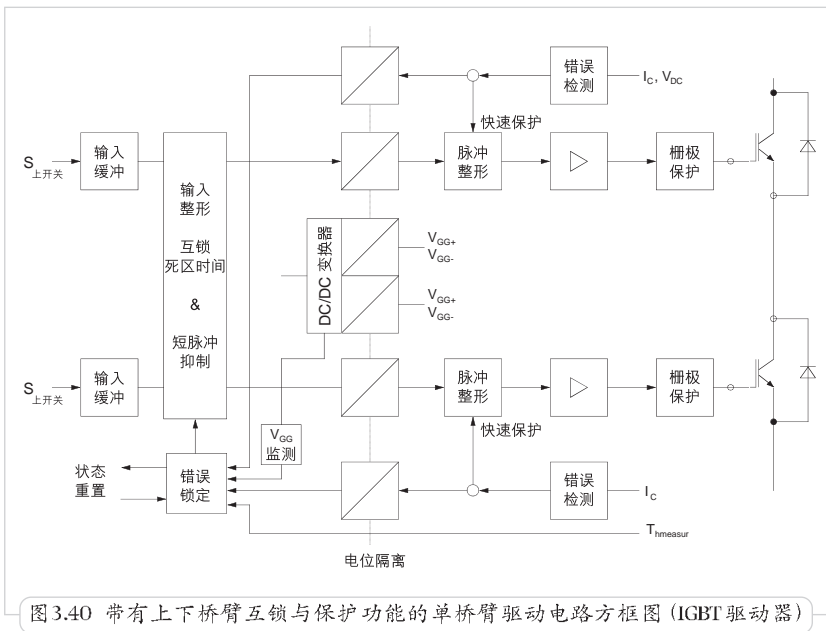 错误
检测
I_C, V_DC
快速保护
S_上开关
输入
缓冲
输入
整形
互锁
死区时间
&
短脉冲
抑制
脉冲
整形
栅极
保护
DC/DC 变换器
V_GG+
V_GG-
V_GG+
V_GG-
S_上开关
输入
缓冲
脉冲
整形
栅极
保护
快速保护
V_GG
监测
状态
重置
错误
锁定
错误
检测
I_C
T_hmeasur
电位隔离
图3.40 带有上下桥臂互锁与保护功能的单桥臂驱动电路方框图 (IGBT 驱动器)